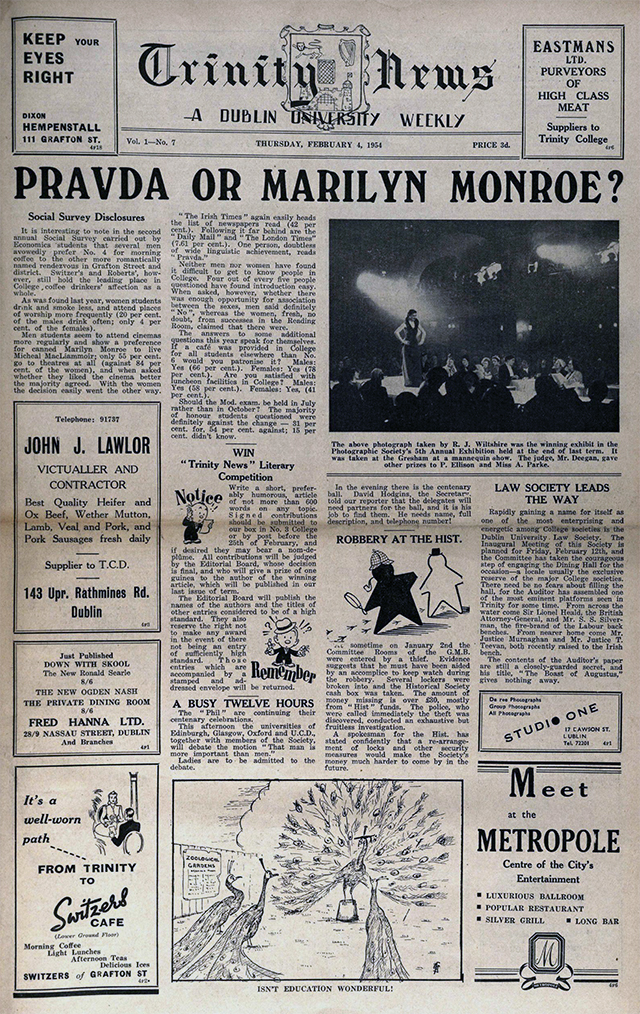 KEEP YOUR
EYES
RIGHT
DIXON
HEMPENSTALL
111 GRAFTON ST.
4r18
Trinity News
A DUBLIN UNIVERSITY WEEKLY
Vol. 1—No. 7
THURSDAY, FEBRUARY 4, 1954
PRICE 3d.
EASTMANS
LTD.
PURVEYORS
OF
HIGH CLASS
MEAT
Suppliers to
Trinity College
4r6
PRAVDA OR MARILYN MONROE?
Social Survey Disclosures
It is interesting to note in the second
annual Social Survey carried out by
Economics students that several men
avowedly prefer No. 4 for morning
coffee to the other more romantically
named rendezvous in Grafton Street and
district. Switzer's and Robert's, how-
ever, still hold the leading place in
College coffee drinkers' affection as a
whole.
As was found last year, women students
drink and smoke less, and attend places
of worship more frequently (20 per cent.
of the males drink often; only 4 per
cent. of the females).
Men students seem to attend cinemas
more regularly and show a preference
for canned Marilyn Monroe to live
Micheal MacLiammoir; only 55 per cent.
go to theatres at all (against 84 per
cent. of the women), and when asked
whether they liked the cinema better
the majority agreed. With the women
the decision easily went the other way.
"The Irish Times" again easily heads
the list of newspapers read (42 per
cent.). Following it far behind are the
"Daily Mail" and "The London Times"
(7.61 per cent.). One person, doubtless
of wide linguistic achievement, reads
"Pravda."
Neither men nor women have found
it difficult to get to know people in
College. Four out of every five people
questioned have found introduction easy.
When asked, however, whether there
was enough opportunity for association
between the sexes, men said definitely
"No", whereas the women, fresh, no
doubt, from successes in the Reading
Room, claimed that there were.
The answers to some additional
questions this year speak for themselves.
If a café was provided in College
for all students elsewhere than No.
6 would you patronise it? Males:
Yes (66 per cent.). Females: Yes (78
per cent.). Are you satisfied with
luncheon facilities in College? Males:
Yes (58 per cent.). Females: Yes, (41
per cent.).
Should the Mod. exam. be held in July
rather than in October? The majority
of honour students questioned were
definitely against the change — 31 per
cent. for, 54 per cent. against; 15 per
cent. didn't know.
The above photograph taken by R. J. Wiltshire was the winning exhibit in the
Photographic Society's 5th Annual Exhibition held at the end of last term. It
was taken at the Gresham at a mannequin show. The judge, Mr. Deegan, gave
other prizes to P. Ellison and Miss A. Parke.
Telephone: 91737
JOHN J. LAWLOR
VICTUALLER AND
CONTRACTOR
Best Quality Heifer and
Ox Beef, Wether Mutton,
Lamb, Veal and Pork, and
Pork Sausages fresh daily
Supplier to T.C.D.
143 Upr. Rathmines Rd.
Dublin
4r6
Just Published
DOWN WITH SKOOL
The New Ronald Searle
8/6
THE NEW OGDEN NASH
THE PRIVATE DINING ROOM
8/6
FRED HANNA LTD.
28/9 NASSAU STREET, DUBLIN
And Branches
4r1
It's a
well-worn
path
FROM TRINITY
TO
Switzers
CAFE
(Lower Ground Floor)
Morning Coffee
Light Lunches
Afternoon Teas
Delicious Ices
SWITZERS of GRAFTON ST
WIN
"Trinity News" Literary
Competition
Notice
Write a short, prefer-
ably humorous, article
of not more than 600
words on any topic.
Signed contributions
should be submitted to
our box in No. 3 College
or by post before the
25th of February, and
if desired they may bear a nom-de-
plume. All contributions will be judged
by the Editorial Board, whose decision
is final, and who will give a prize of one
guinea to the author of the winning
article, which will be published in our
last issue of term.
The Editorial Board will publish the
names of the authors and the titles of
other entries considered to be of a high
standard. They also
reserve the right not
to make any award
in the event of there
not being an entry
of sufficiently high
standard. Those
entries which are
accompanied by a
stamped and ad-
dressed envelope will be returned.
Remember
A BUSY TWELVE HOURS
The "Phil" are continuing their
centenary celebrations.
This afternoon the universities of
Edinburgh, Glasgow, Oxford and U.C.D.,
together with members of the Society,
will debate the motion "That man is
more important than men."
Ladies are to be admitted to the
debate.
In the evening there is the centenary
ball. David Hodgins, the Secretary,
told our reporter that the delegates will
need partners for the ball, and it is his
job to find them. He needs name, full
description, and telephone number!
ROBBERY AT THE HIST.
At sometime on January 2nd the
Committee Rooms of the G.M.B.
were entered by a thief. Evidence
suggests that he must have been aided
by an accomplice to keep watch during
the robbery. Several lockers were
broken into and the Historical Society
cash box was taken. The amount of
money missing is over £30, mostly
from "Hist" funds. The police, who
were called immediately the theft was
discovered, conducted an exhaustive but
fruitless investigation.
A spokesman for the Hist. has
stated confidently that a re-arrange-
ment of locks and other security
measures would make the Society's
money much harder to come by in the
future.
LAW SOCIETY LEADS
THE WAY
Rapidly gaining a name for itself as
one of the most enterprising and
energetic among College societies is the
Dublin University Law Society. The
Inaugural Meeting of this Society is
planned for Friday, February 12th, and
the Committee has taken the courageous
step of engaging the Dining Hall for the
occasion—a locale usually the exclusive
reserve of the major College societies.
There need be no fears about filling the
hall, for the Auditor has assembled one
of the most eminent platforms seen in
Trinity for some time. From across the
water come Sir Lionel Heald, the British
Attorney-General, and Mr. S. S. Silver-
man, the fire-brand of the Labour back
benches. From nearer home come Mr.
Justice Murnaghan and Mr. Justice T.
Teevan, both recently raised to the Irish
bench.
The contents of the Auditor's paper
are still a closely-guarded secret, and
his title, "The Boast of Augustus,"
gives nothing away.
De rre Photographs
Group Photographs
All Photographs
STUDIO ONE
17 CAWSON ST.
LUBLIN
Tel. 72201
4r1
Meet
at the
METROPOLE
Centre of the City's
Entertainment
LUXURIOUS BALLROOM
POPULAR RESTAURANT
SILVER GRILL
LONG BAR
M
METROPOLE
4r6
ZOOLOGICAL
GARDENS
ISN'T EDUCATION WONDERFUL!